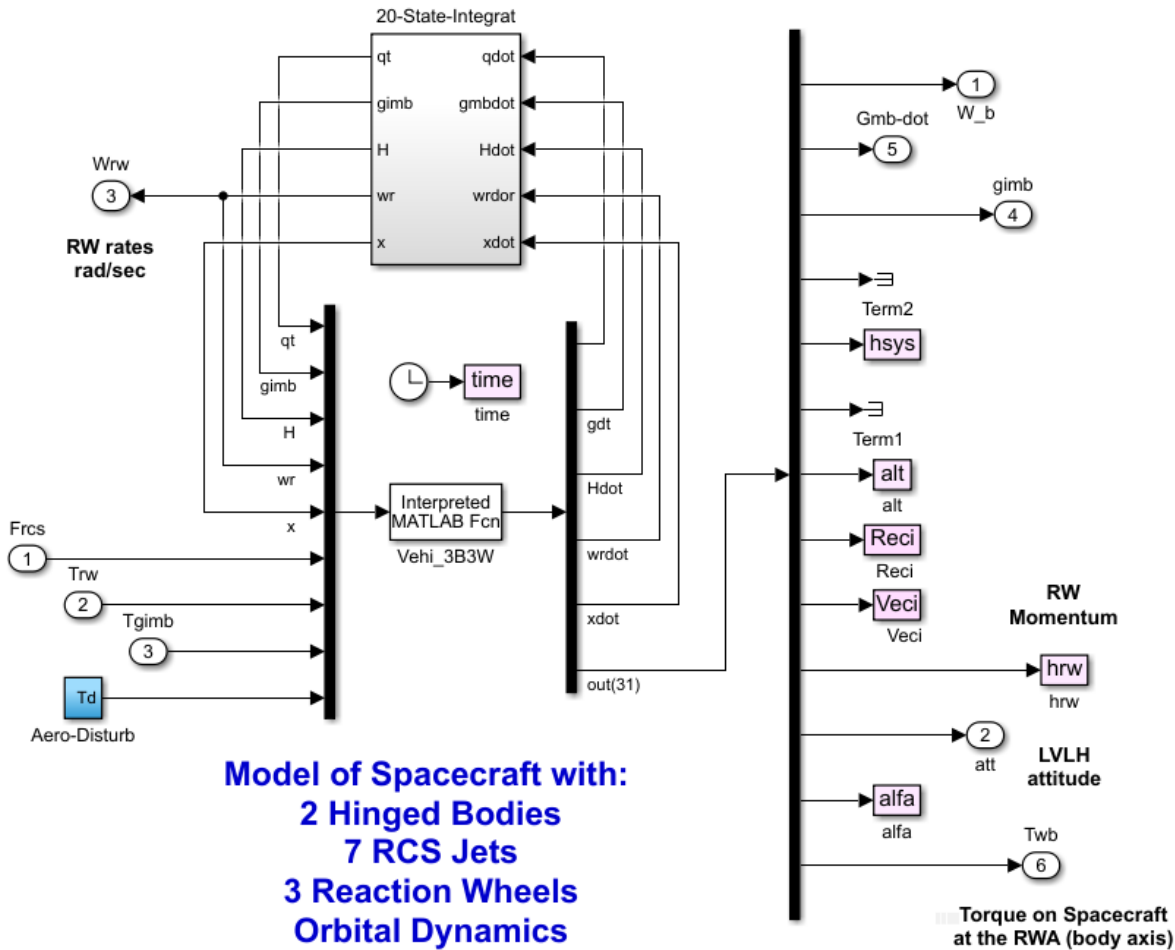 20-State-Integrat
qt
qdot
gimb
gmbdot
H
Hdot
wr
wrdor
x
xdot
Wrw
3
RW rates
rad/sec
qt
gimb
H
wr
x
Frcs
1
Trw
2
Tgimb
3
Td
Aero-Disturb
time
time
Interpreted
MATLAB Fcn
Vehi_3B3W
gdt
Hdot
wrdot
xdot
out(31)
1
W_b
Gmb-dot
5
gimb
4
Term2
hsys
Term1
alt
alt
Reci
Reci
Veci
Veci
RW
Momentum
hrw
hrw
2
att
LVLH
attitude
alfa
alfa
Twb
6
Torque on Spacecraft
at the RWA (body axis)
Model of Spacecraft with:
2 Hinged Bodies
7 RCS Jets
3 Reaction Wheels
Orbital Dynamics